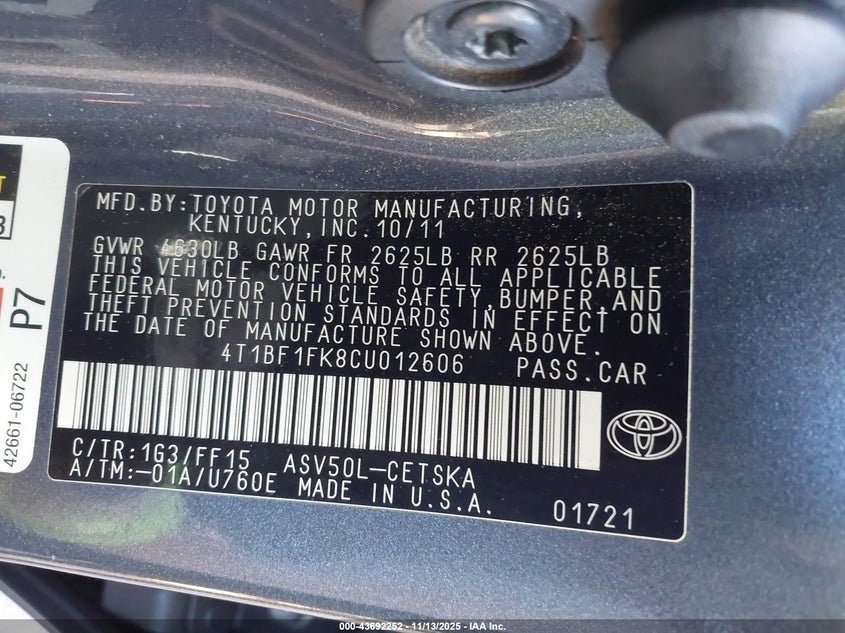 MFD.BY:TOYOTA MOTOR MANUFACTURING,
KENTUCKY,INC.10/11
GVWR 4630LB GAWR FR 2625LB RR 2625LB
THIS VEHICLE CONFORMS TO ALL APPLICABLE
FEDERAL MOTOR VEHICLE SAFETY,BUMPER,AND
THEFT PREVENTION STANDARDS IN EFFECT ON
THE DATE OF MANUFACTURE SHOWN ABOVE.
4T1BF1FK8CU012606 PASS.CAR
C/TR:1G3/FF15 ASV50L-CETSKA
A/TM:-01A/U760E MADE IN U.S.A.
01721
P7
42661-06722
000-43692252 - 11/13/2025 - IAA Inc.